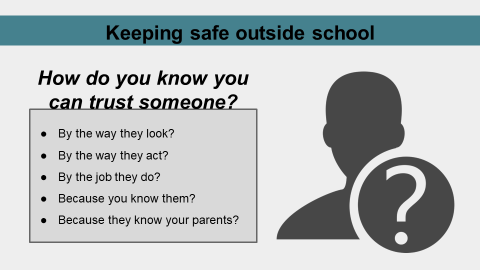 Keeping safe outside school
How do you know you
can trust someone?
● By the way they look?
● By the way they act?
● By the job they do?
● Because you know them?
● Because they know your parents?
?